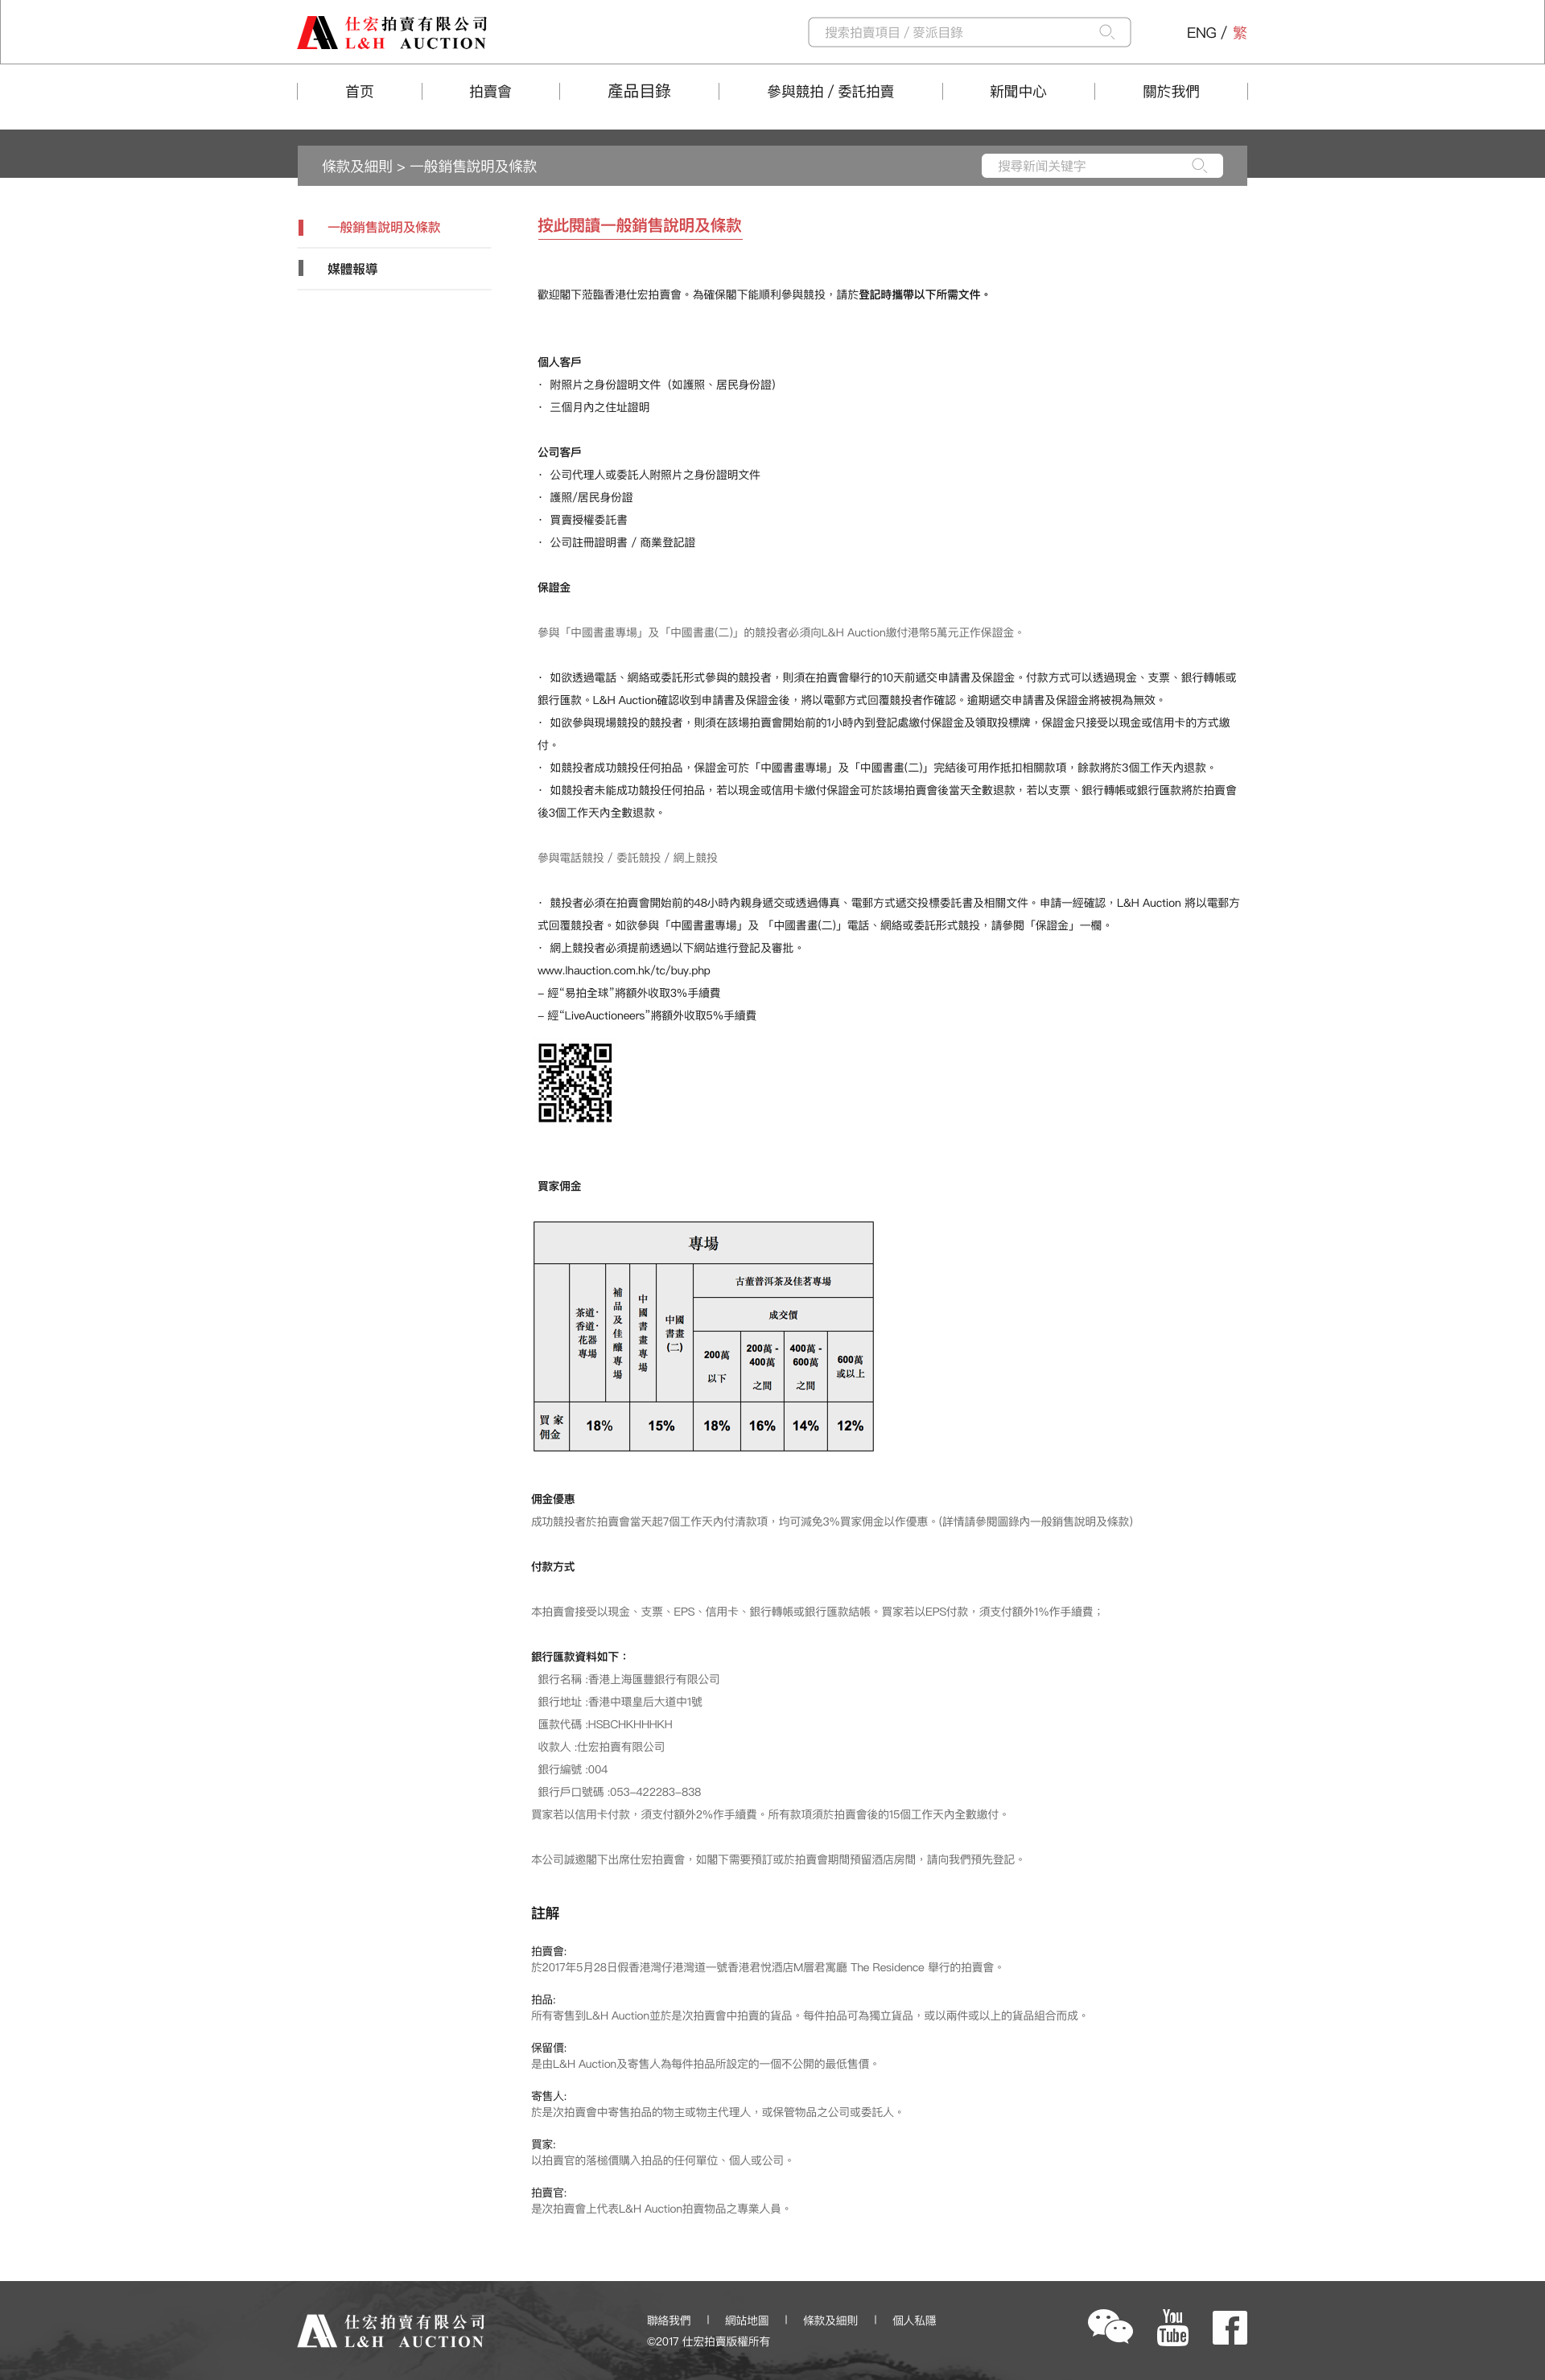 仕宏拍賣有限公司
L&H AUCTION
搜索拍賣項目 / 麥派目錄
ENG / 繁
首页
拍賣會
產品目錄
參與競拍 / 委託拍賣
新聞中心
關於我們
條款及細則 > 一般銷售說明及條款
搜尋新闻关键字
一般銷售說明及條款
媒體報導
按此閱讀一般銷售說明及條款
歡迎閣下蒞臨香港仕宏拍賣會。為確保閣下能順利參與競投，請於登記時攜帶以下所需文件。
個人客戶
· 附照片之身份證明文件（如護照、居民身份證）
· 三個月內之住址證明
公司客戶
· 公司代理人或委託人附照片之身份證明文件
· 護照/居民身份證
· 買賣授權委託書
· 公司註冊證明書 / 商業登記證
保證金
參與「中國書畫專場」及「中國書畫(二)」的競投者必須向L&H Auction繳付港幣5萬元正作保證金。
· 如欲透過電話、網絡或委託形式參與的競投者，則須在拍賣會舉行的10天前遞交申請書及保證金。付款方式可以透過現金、支票、銀行轉帳或
銀行匯款。L&H Auction確認收到申請書及保證金後，將以電郵方式回覆競投者作確認。逾期遞交申請書及保證金將被視為無效。
· 如欲參與現場競投的競投者，則須在該場拍賣會開始前的1小時內到登記處繳付保證金及領取投標牌，保證金只接受以現金或信用卡的方式繳
付。
· 如競投者成功競投任何拍品，保證金可於「中國書畫專場」及「中國書畫(二)」完結後可用作抵扣相關款項，餘款將於3個工作天內退款。
· 如競投者未能成功競投任何拍品，若以現金或信用卡繳付保證金可於該場拍賣會後當天全數退款，若以支票、銀行轉帳或銀行匯款將於拍賣會
後3個工作天內全數退款。
參與電話競投 / 委託競投 / 網上競投
· 競投者必須在拍賣會開始前的48小時內親身遞交或透過傳真、電郵方式遞交投標委託書及相關文件。申請一經確認，L&H Auction 將以電郵方
式回覆競投者。如欲參與「中國書畫專場」及 「中國書畫(二)」電話、網絡或委託形式競投，請參閱「保證金」一欄。
· 網上競投者必須提前透過以下網站進行登記及審批。
www.lhauction.com.hk/tc/buy.php
- 經“易拍全球”將額外收取3%手續費
- 經“LiveAuctioneers”將額外收取5%手續費
買家佣金
專場
茶道·
香道·
花器
專場
補品及佳釀專場
中國書畫專場
中國
書畫
(二)
古董普洱茶及佳茗專場
成交價
200萬
以下
200萬 -
400萬
之間
400萬 -
600萬
之間
600萬
或以上
買 家
佣金
18%
15%
18%
16%
14%
12%
佣金優惠
成功競投者於拍賣會當天起7個工作天內付清款項，均可減免3%買家佣金以作優惠。(詳情請參閱圖錄內一般銷售說明及條款)
付款方式
本拍賣會接受以現金、支票、EPS、信用卡、銀行轉帳或銀行匯款結帳。買家若以EPS付款，須支付額外1%作手續費；
銀行匯款資料如下：
銀行名稱 :香港上海匯豐銀行有限公司
銀行地址 :香港中環皇后大道中1號
匯款代碼 :HSBCHKHHHKH
收款人 :仕宏拍賣有限公司
銀行編號 :004
銀行戶口號碼 :053-422283-838
買家若以信用卡付款，須支付額外2%作手續費。所有款項須於拍賣會後的15個工作天內全數繳付。
本公司誠邀閣下出席仕宏拍賣會，如閣下需要預訂或於拍賣會期間預留酒店房間，請向我們預先登記。
註解
拍賣會:
於2017年5月28日假香港灣仔港灣道一號香港君悅酒店M層君寓廳 The Residence 舉行的拍賣會。
拍品:
所有寄售到L&H Auction並於是次拍賣會中拍賣的貨品。每件拍品可為獨立貨品，或以兩件或以上的貨品組合而成。
保留價:
是由L&H Auction及寄售人為每件拍品所設定的一個不公開的最低售價。
寄售人:
於是次拍賣會中寄售拍品的物主或物主代理人，或保管物品之公司或委託人。
買家:
以拍賣官的落槌價購入拍品的任何單位、個人或公司。
拍賣官:
是次拍賣會上代表L&H Auction拍賣物品之專業人員。
仕宏拍賣有限公司
L&H AUCTION
聯絡我們 | 網站地圖 | 條款及細則 | 個人私隱
©2017 仕宏拍賣版權所有
You
Tube